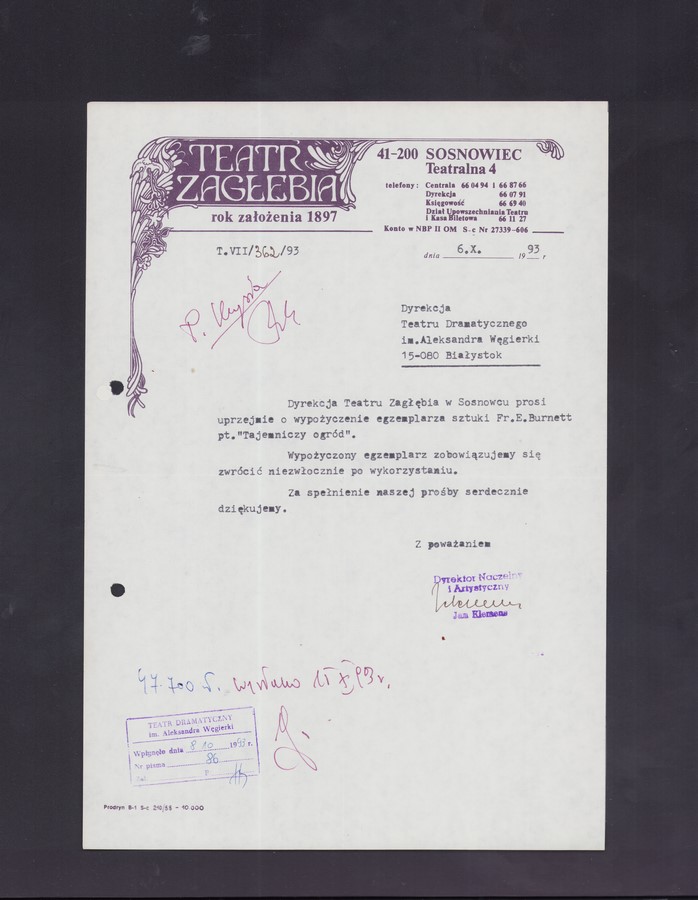 TEATR
ZAGŁĘBIA
rok założenia 1897
41-200 SOSNOWIEC
Teatralna 4
telefony: Centrala 66 04 94 i 66 87 66
Dyrekcja 66 07 91
Księgowość 66 69 40
Dział Upowszechniania Teatru
i Kasa Biletowa 66 11 27
Konto w NBP II OM S-c Nr 27339-606
T.VII/362/93
dnia 6.X. 1993 r
P.
Dyrekcja
Teatru Dramatycznego
im.Aleksandra Węgierki
15-080 Białystok
Dyrekcja Teatru Zagłębia w Sosnowcu prosi
uprzejmie o wypożyczenie egzemplarza sztuki Fr.E.Burnett
pt."Tajemniczy ogród".
Wypożyczony egzemplarz zobowiązujemy się
zwrócić niezwłocznie po wykorzystaniu.
Za spełnienie naszej prośby serdecznie
dziękujemy.
Z poważaniem
Dyrektor Naczelny
i Artystyczny
Jan Klemens
47.700 wysłano 15 X 93 r.
TEATR DRAMATYCZNY
im. Aleksandra Węgierki
Wpłynęło dnia 8 10 1993 r.
Nr pisma 86
Zał. P.
Prodryn B-1 S-c 210/88 - 10 000